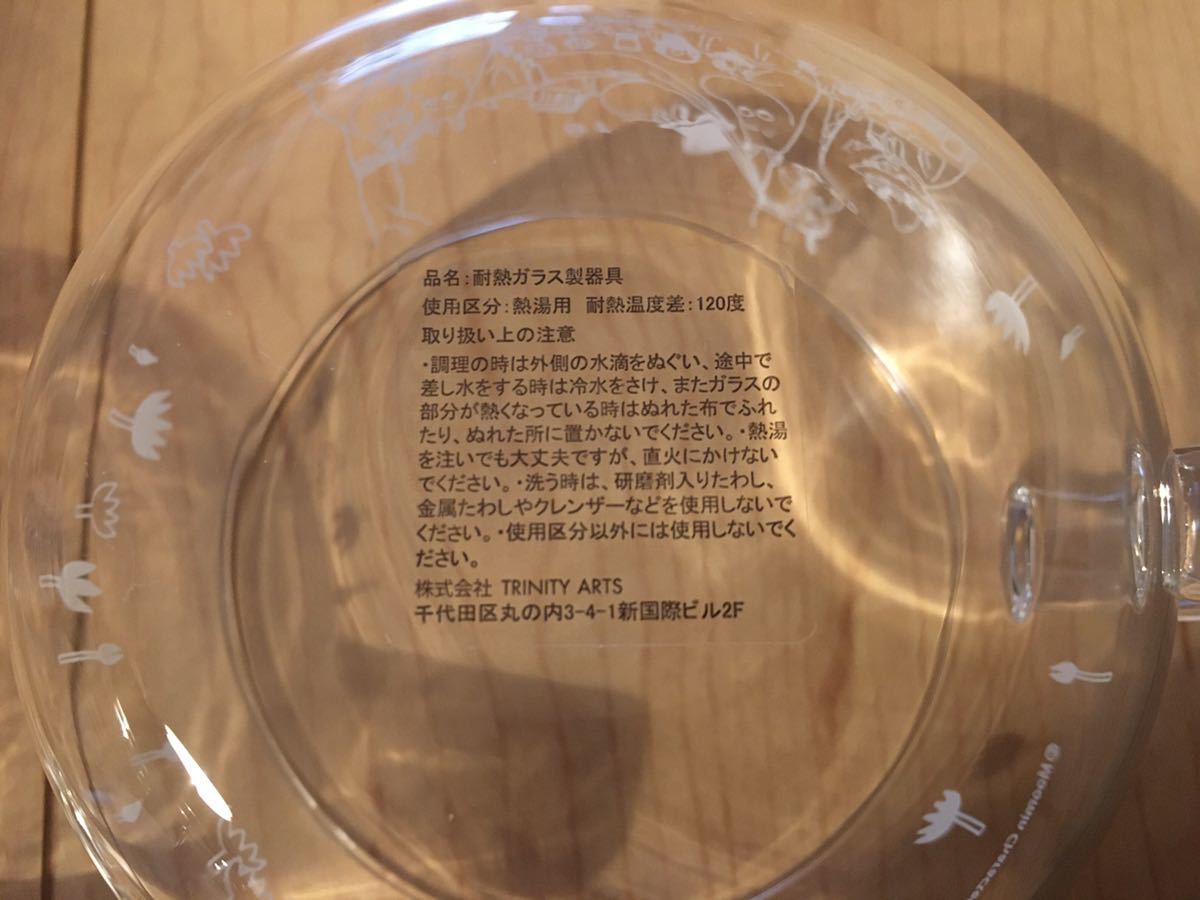 品名:耐熱ガラス製器具
使用区分:熱湯用 耐熱温度差:120度
取り扱い上の注意
・調理の時は外側の水滴をぬぐい、途中で
差し水をする時は冷水をさけ、またガラスの
部分が熱くなっている時はぬれた布でふれ
たり、ぬれた所に置かないでください。・熱湯
を注いでも大丈夫ですが、直火にかけない
でください。・洗う時は、研磨剤入りたわし、
金属たわしやクレンザーなどを使用しないで
ください。・使用区分以外には使用しないでく
ださい。
株式会社 TRINITY ARTS
千代田区丸の内3-4-1新国際ビル2F
©Moomin